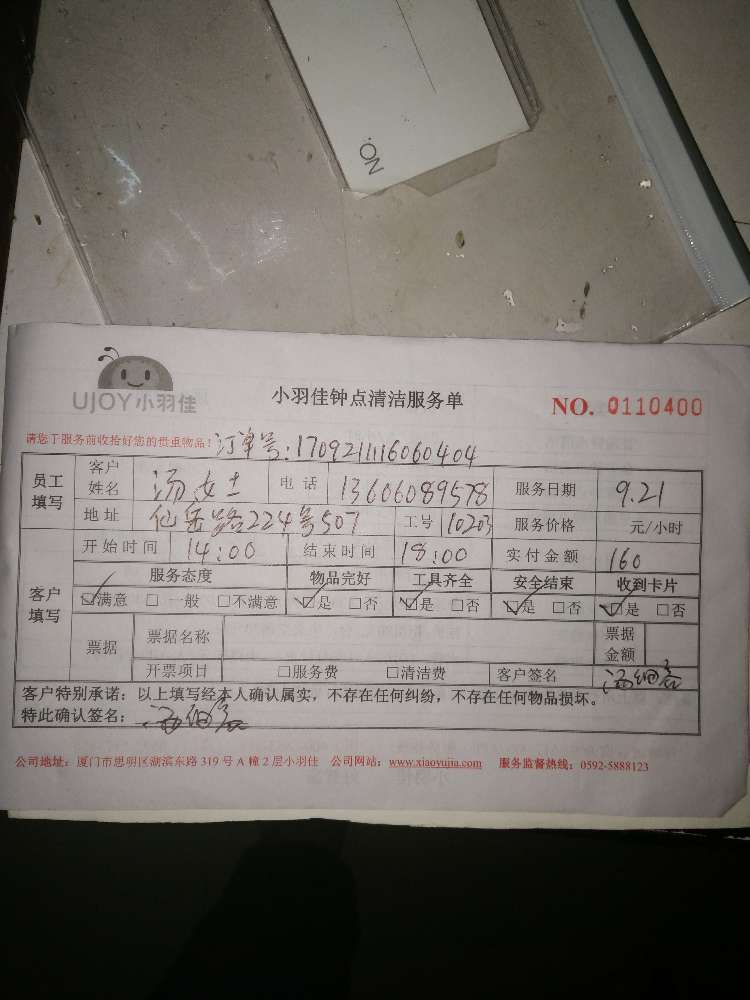 NO.
UJOY小羽佳
小羽佳钟点清洁服务单
NO. 0110400
请您于服务前收拾好您的贵重物品！订单号：1709211116060404
员工填写 客户姓名 汤女士 电话 13606089578 服务日期 9.21
地址 仙岳路224号507 工号 10203 服务价格 元/小时
客户填写 开始时间 14:00 结束时间 18:00 实付金额 160
服务态度 物品完好 工具齐全 安全结束 收到卡片
☑满意 □一般 □不满意 ☑是 □否 ☑是 □否 ☑是 □否 ☑是 □否
票据 票据名称 票据金额
开票项目 □服务费 □清洁费 客户签名
客户特别承诺：以上填写经本人确认属实，不存在任何纠纷，不存在任何物品损坏。
特此确认签名：
公司地址：厦门市思明区湖滨东路 319 号 A 幢 2 层小羽佳 公司网站：www.xiaoyujia.com 服务监督热线：0592-5888123